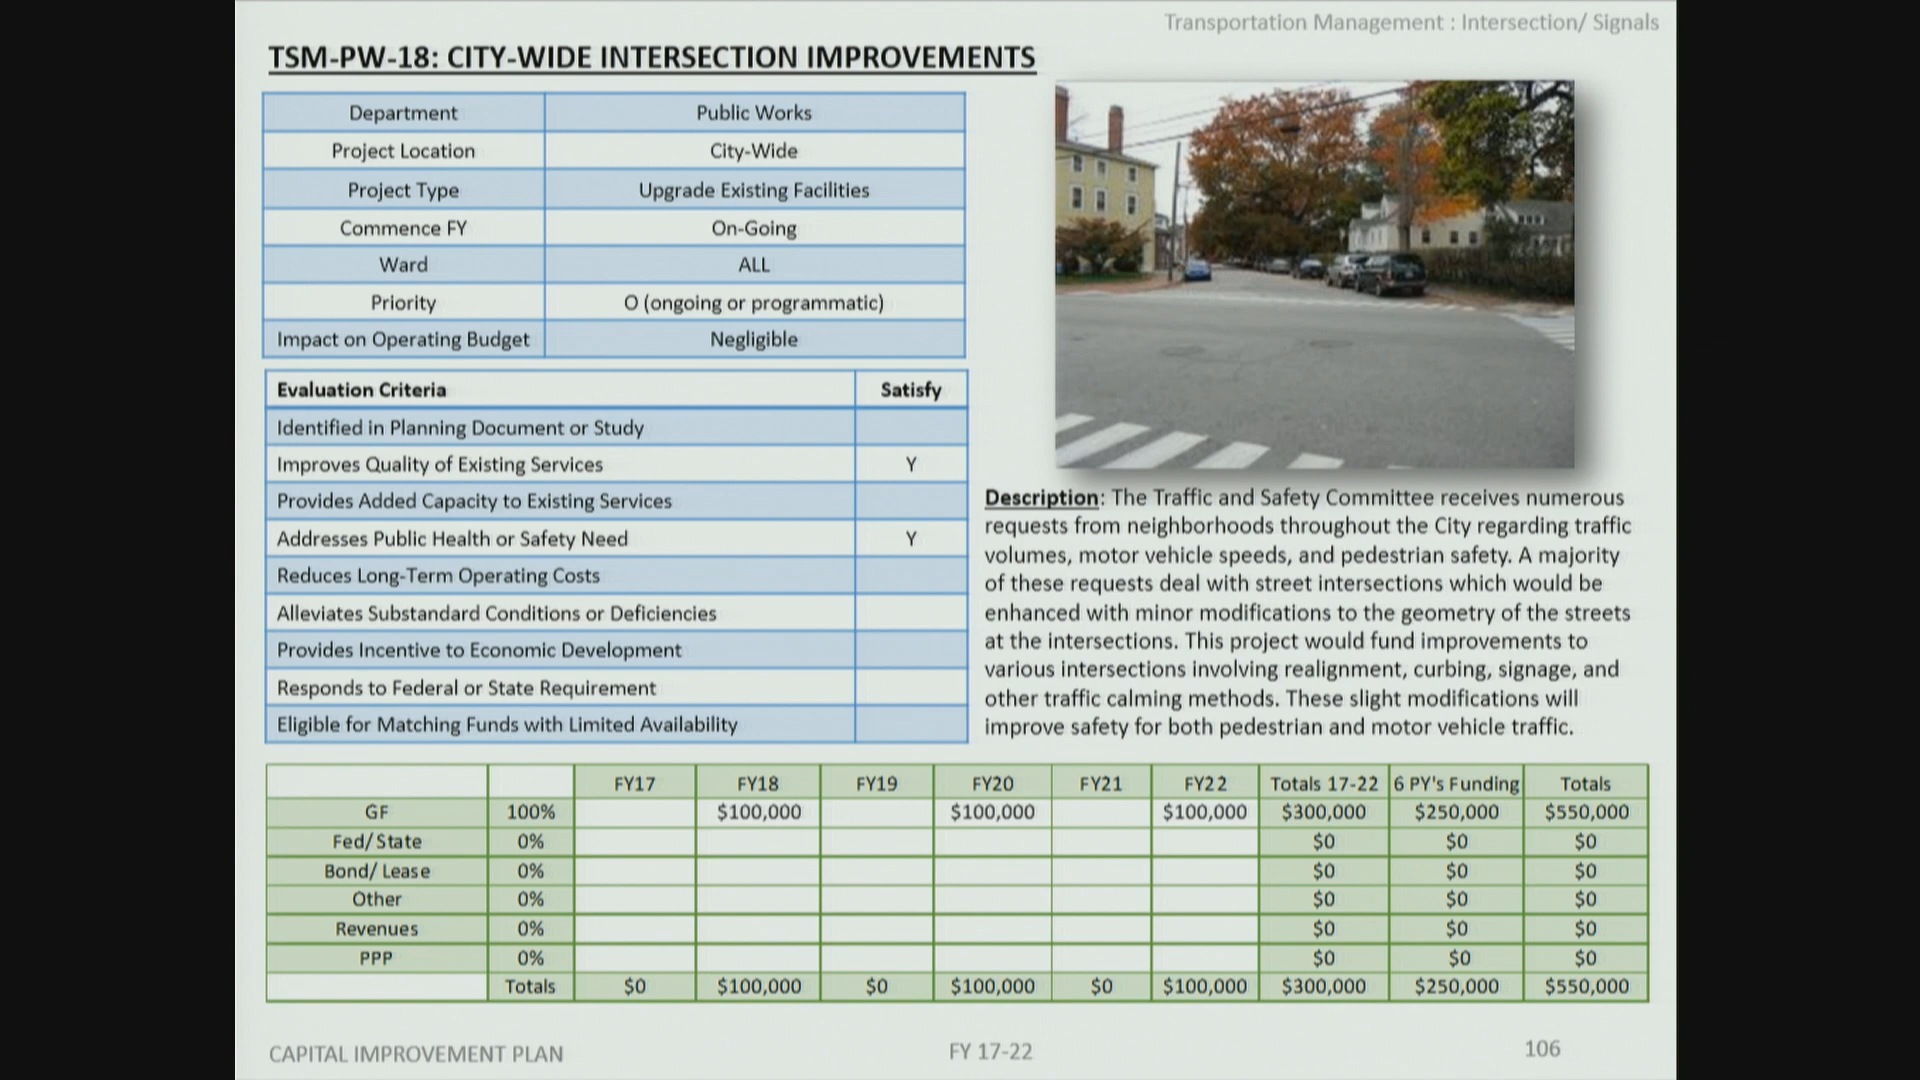 Transportation Management : Intersection/ Signals
TSM-PW-18: CITY-WIDE INTERSECTION IMPROVEMENTS
Department Public Works
Project Location City-Wide
Project Type Upgrade Existing Facilities
Commence FY On-Going
Ward ALL
Priority O (ongoing or programmatic)
Impact on Operating Budget Negligible
Evaluation Criteria Satisfy
Identified in Planning Document or Study
Improves Quality of Existing Services Y
Provides Added Capacity to Existing Services
Addresses Public Health or Safety Need Y
Reduces Long-Term Operating Costs
Alleviates Substandard Conditions or Deficiencies
Provides Incentive to Economic Development
Responds to Federal or State Requirement
Eligible for Matching Funds with Limited Availability
Description: The Traffic and Safety Committee receives numerous
requests from neighborhoods throughout the City regarding traffic
volumes, motor vehicle speeds, and pedestrian safety. A majority
of these requests deal with street intersections which would be
enhanced with minor modifications to the geometry of the streets
at the intersections. This project would fund improvements to
various intersections involving realignment, curbing, signage, and
other traffic calming methods. These slight modifications will
improve safety for both pedestrian and motor vehicle traffic.
FY17 FY18 FY19 FY20 FY21 FY22 Totals 17-22 6 PY's Funding Totals
GF 100% $100,000 $100,000 $100,000 $300,000 $250,000 $550,000
Fed/ State 0% $0 $0 $0
Bond/ Lease 0% $0 $0 $0
Other 0% $0 $0 $0
Revenues 0% $0 $0 $0
PPP 0% $0 $0 $0
Totals $0 $100,000 $0 $100,000 $0 $100,000 $300,000 $250,000 $550,000
CAPITAL IMPROVEMENT PLAN FY 17-22 106